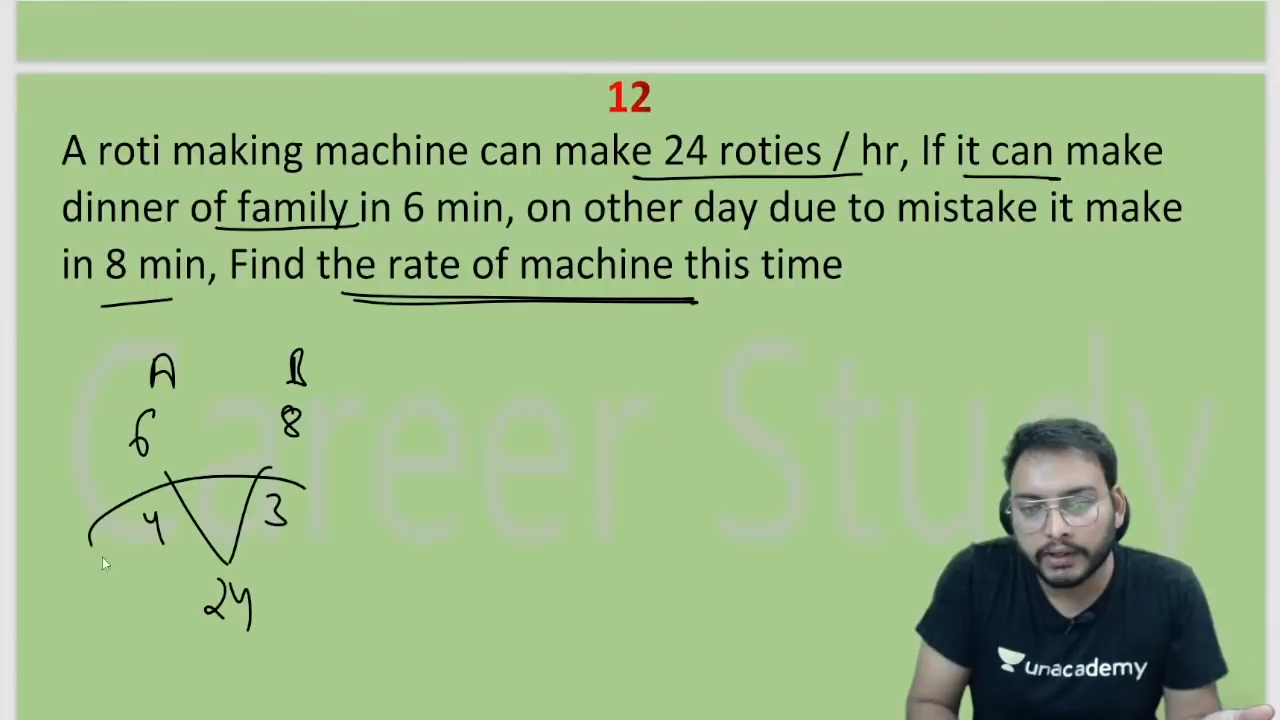 12
A roti making machine can make 24 roties / hr, If it can make
dinner of family in 6 min, on other day due to mistake it make
in 8 min, Find the rate of machine this time
Career Study
A B
6 8
4 3
24
unacademy